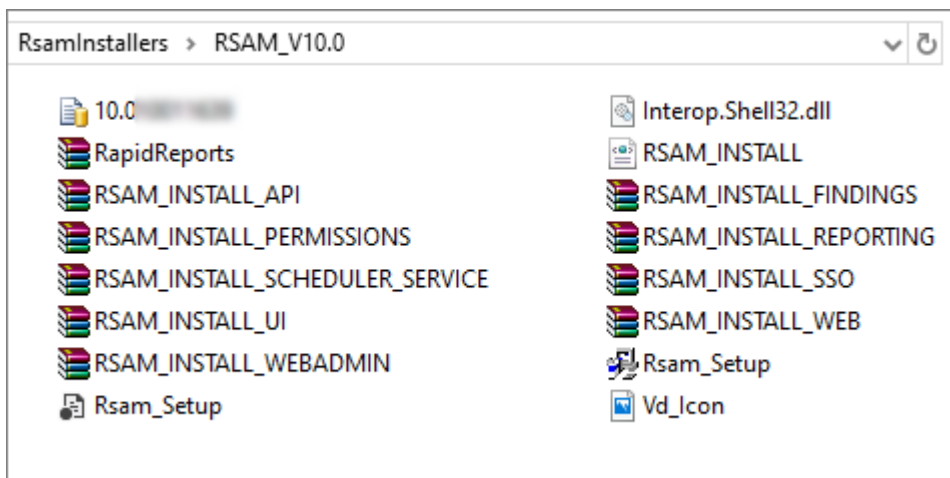 RsamInstallers > RSAM_V10.0
10.0
Interop.Shell32.dll
RapidReports
RSAM_INSTALL
RSAM_INSTALL_API
RSAM_INSTALL_FINDINGS
RSAM_INSTALL_PERMISSIONS
RSAM_INSTALL_REPORTING
RSAM_INSTALL_SCHEDULER_SERVICE
RSAM_INSTALL_SSO
RSAM_INSTALL_UI
RSAM_INSTALL_WEB
RSAM_INSTALL_WEBADMIN
Rsam_Setup
Rsam_Setup
Vd_Icon